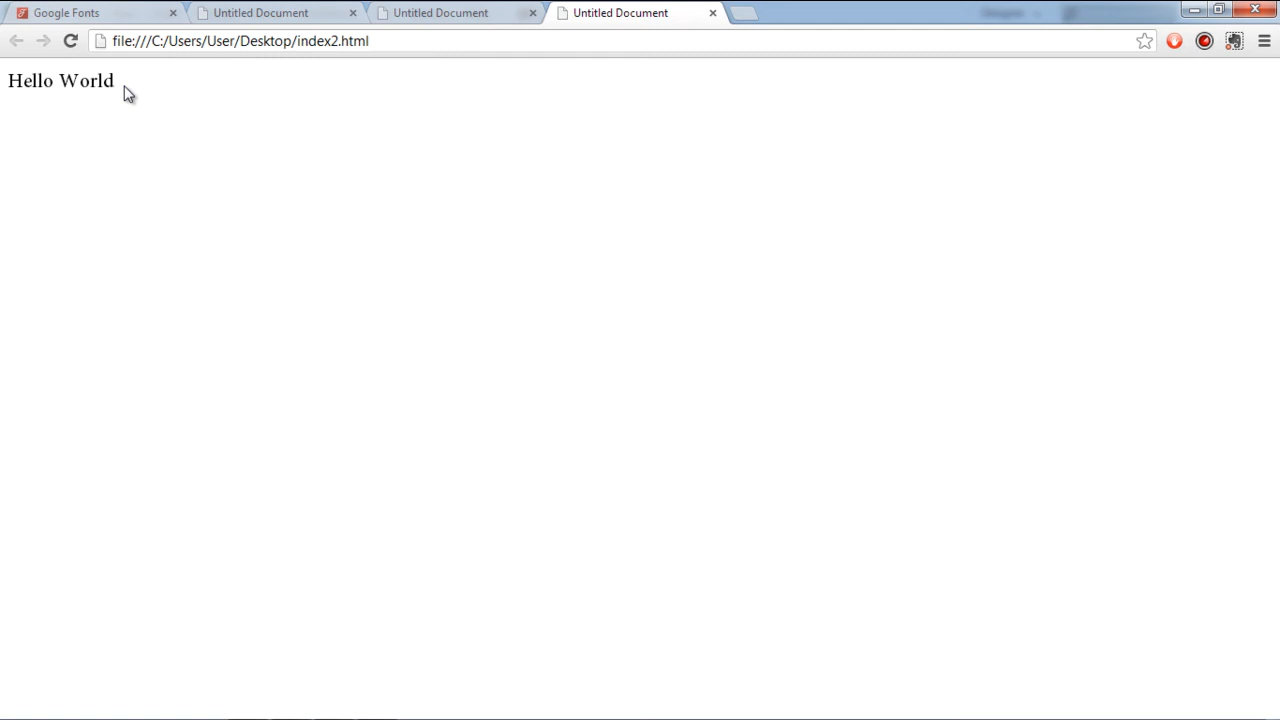 Google Fonts
Untitled Document
Untitled Document
Untitled Document
file:///C:/Users/User/Desktop/index2.html
Hello World